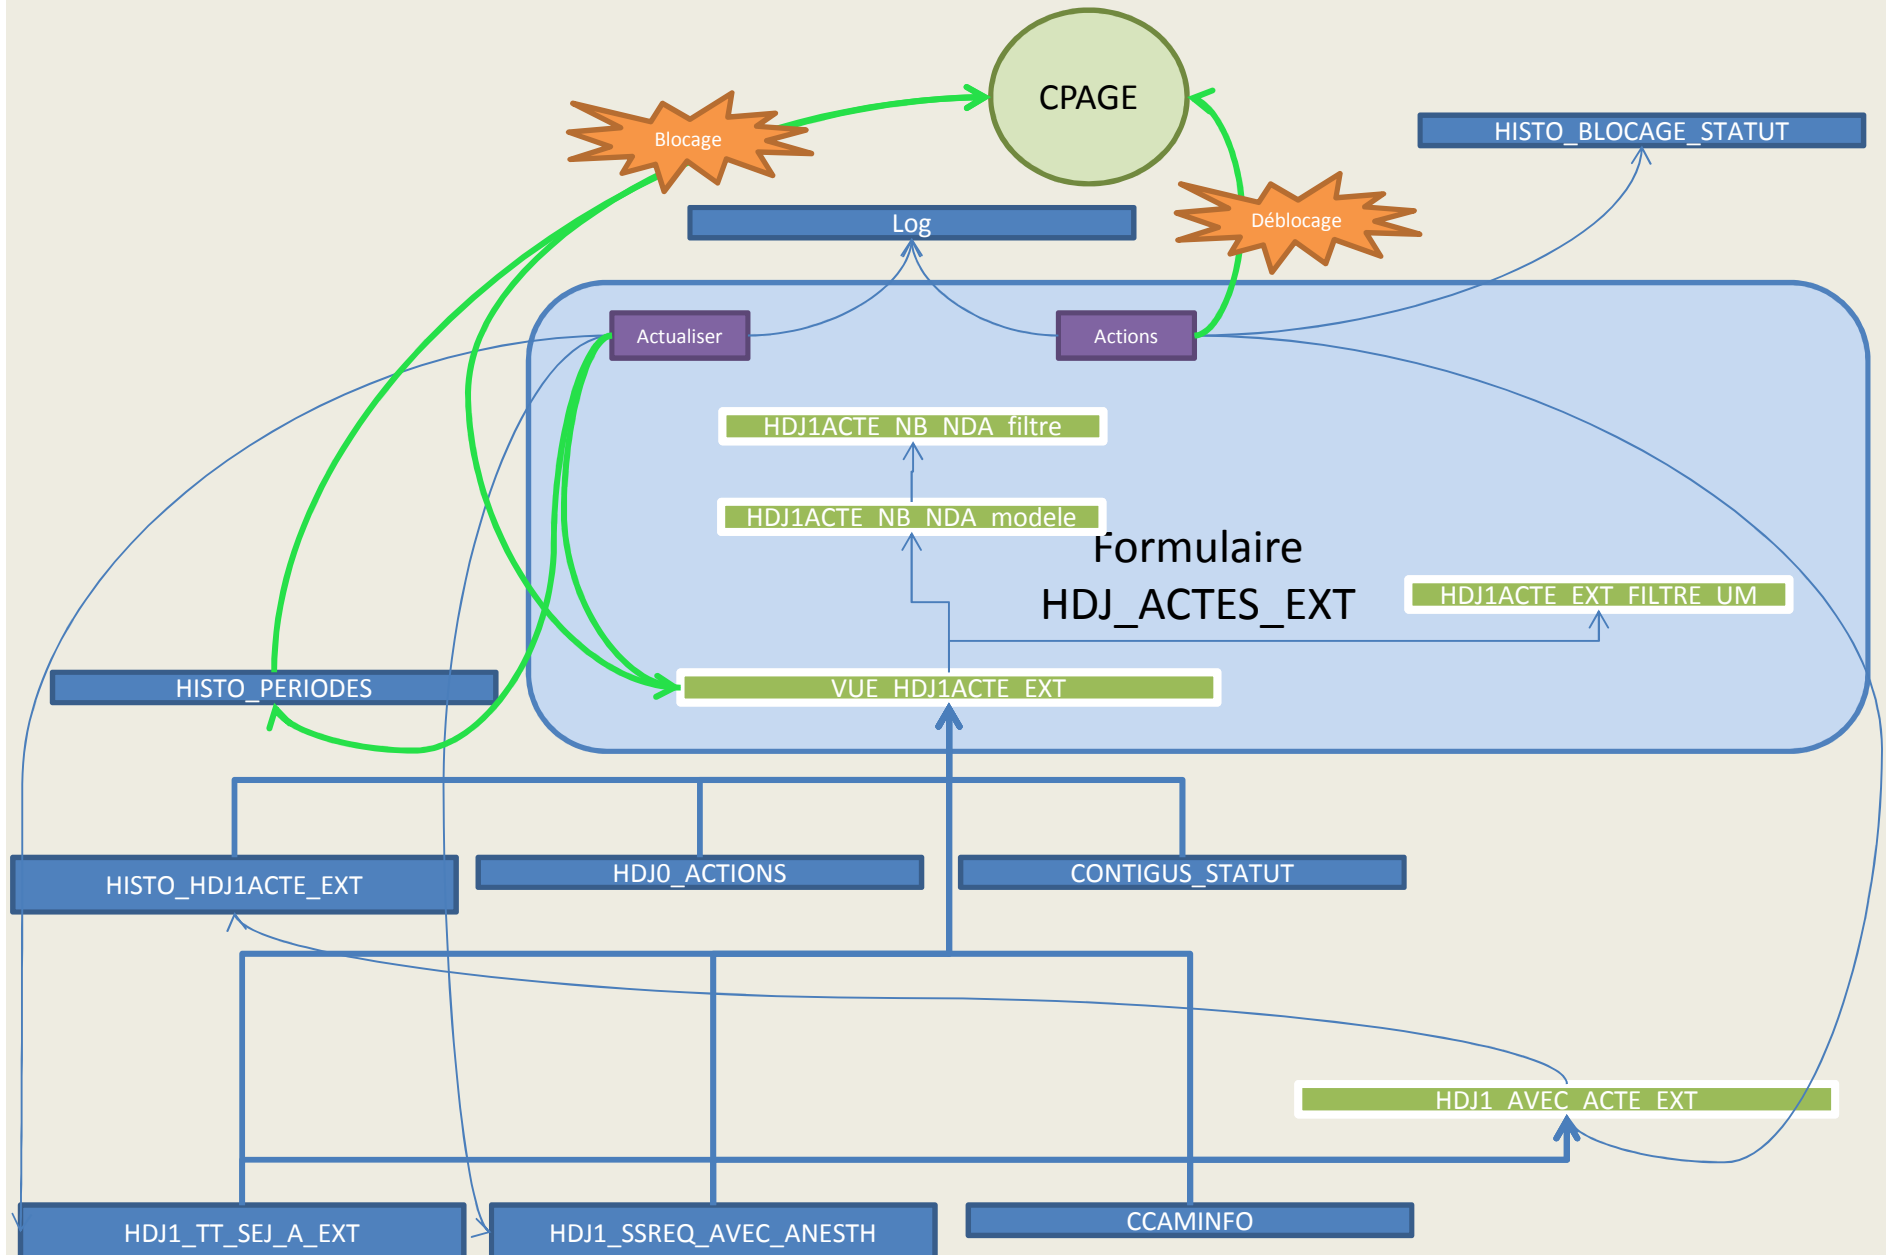 CPAGE
Blocage
HISTO_BLOCAGE_STATUT
Log
Déblocage
Actualiser
Actions
HDJ1ACTE_NB_NDA_filtre
HDJ1ACTE_NB_NDA_modele
Formulaire
HDJ_ACTES_EXT
HDJ1ACTE_EXT_FILTRE_UM
HISTO_PERIODES
VUE_HDJ1ACTE_EXT
HISTO_HDJ1ACTE_EXT
HDJ0_ACTIONS
CONTIGUS_STATUT
HDJ1_AVEC_ACTE_EXT
HDJ1_TT_SEJ_A_EXT
HDJ1_SSREQ_AVEC_ANESTH
CCAMINFO